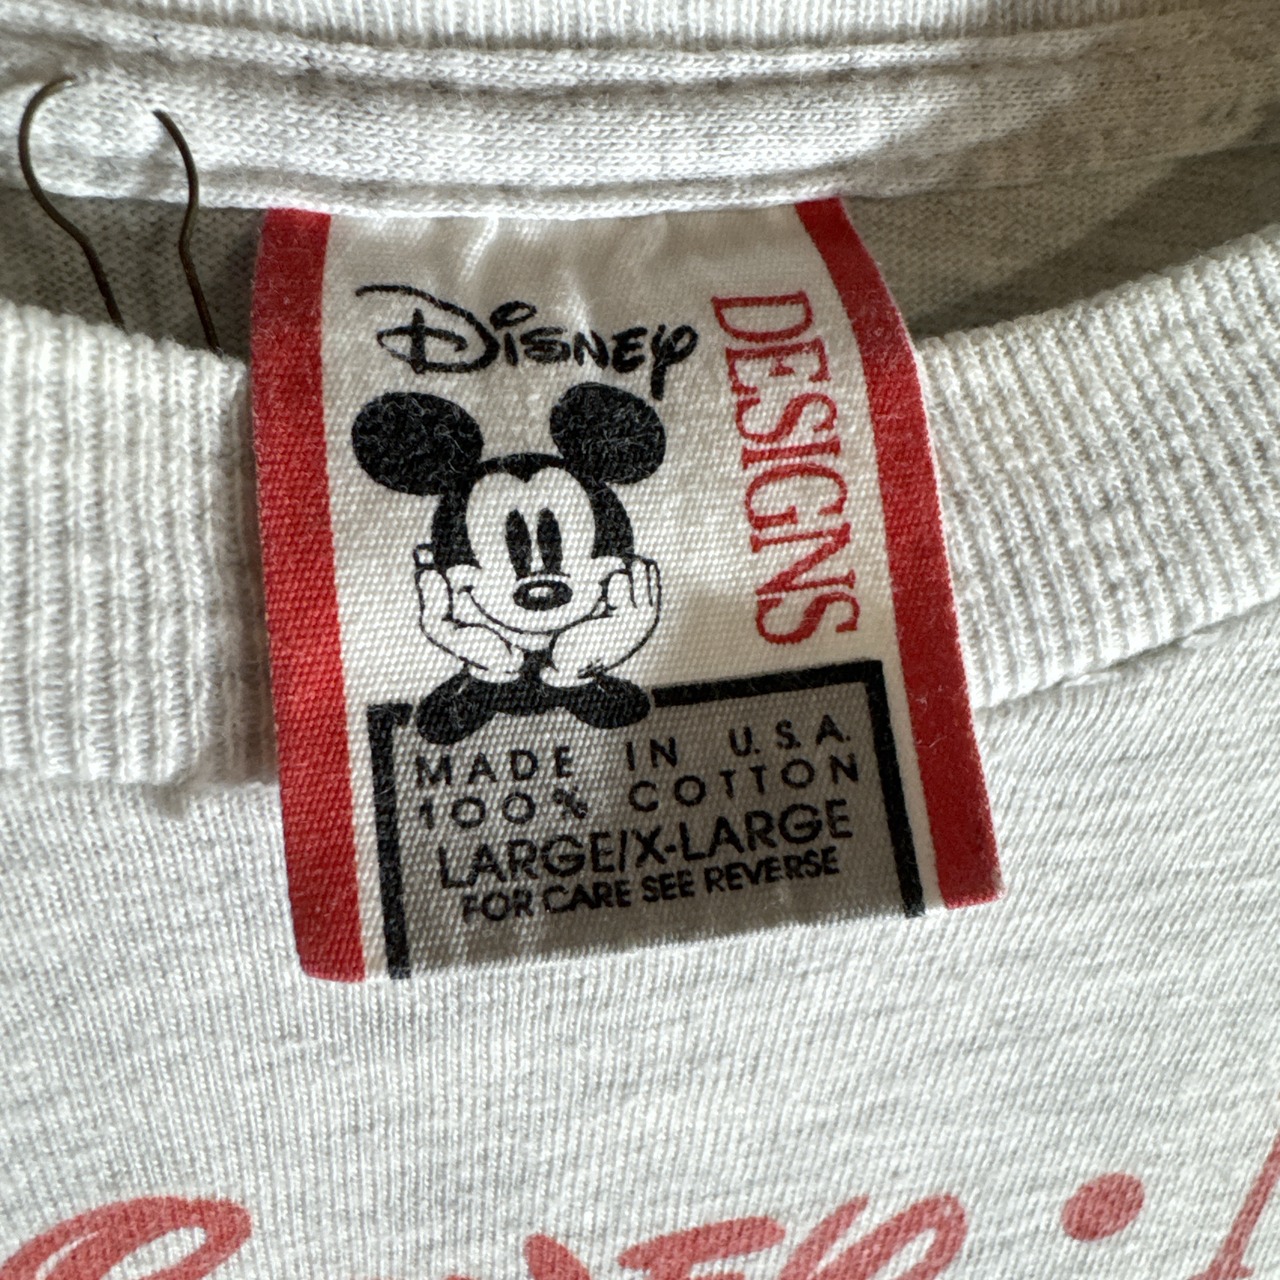 Disney
DESIGNS
MADE IN U.S.A.
100% COTTON
LARGE/X-LARGE
FOR CARE SEE REVERSE